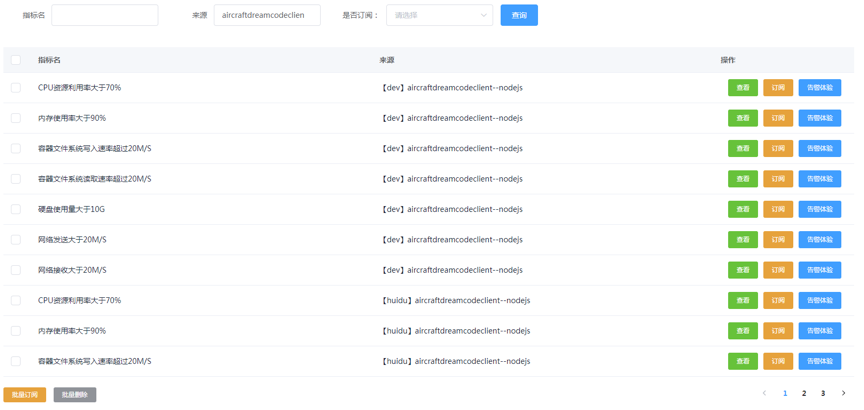 指标名 来源 aircraftdreamcodeclien 是否订阅： 请选择 查询
指标名 来源 操作
CPU资源利用率大于70% 【dev】aircraftdreamcodeclient--nodejs 查看 订阅 告警体验
内存使用率大于90% 【dev】aircraftdreamcodeclient--nodejs 查看 订阅 告警体验
容器文件系统写入速率超过20M/S 【dev】aircraftdreamcodeclient--nodejs 查看 订阅 告警体验
容器文件系统读取速率超过20M/S 【dev】aircraftdreamcodeclient--nodejs 查看 订阅 告警体验
硬盘使用量大于10G 【dev】aircraftdreamcodeclient--nodejs 查看 订阅 告警体验
网络发送大于20M/S 【dev】aircraftdreamcodeclient--nodejs 查看 订阅 告警体验
网络接收大于20M/S 【dev】aircraftdreamcodeclient--nodejs 查看 订阅 告警体验
CPU资源利用率大于70% 【huidu】aircraftdreamcodeclient--nodejs 查看 订阅 告警体验
内存使用率大于90% 【huidu】aircraftdreamcodeclient--nodejs 查看 订阅 告警体验
容器文件系统写入速率超过20M/S 【huidu】aircraftdreamcodeclient--nodejs 查看 订阅 告警体验
批量订阅 批量删除 1 2 3